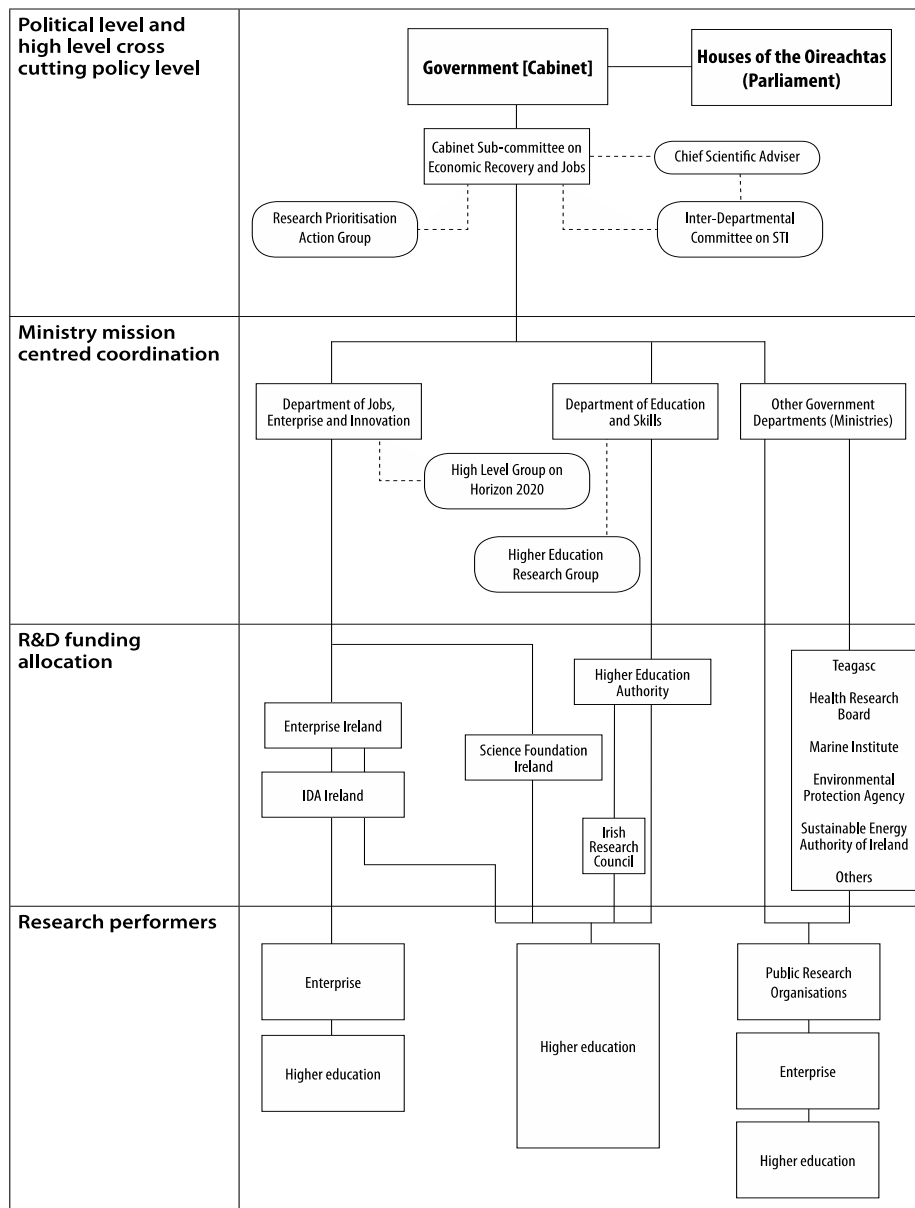 Political level and
high level cross
cutting policy level
Government [Cabinet]
Houses of the Oireachtas
(Parliament)
Cabinet Sub-committee on
Economic Recovery and Jobs
Chief Scientific Adviser
Research Prioritisation
Action Group
Inter-Departmental
Committee on STI
Ministry mission
centred coordination
Department of Jobs,
Enterprise and Innovation
Department of Education
and Skills
Other Government
Departments (Ministries)
High Level Group on
Horizon 2020
Higher Education
Research Group
R&D funding
allocation
Higher Education
Authority
Enterprise Ireland
Science Foundation
Ireland
IDA Ireland
Irish
Research
Council
Teagasc
Health Research
Board
Marine Institute
Environmental
Protection Agency
Sustainable Energy
Authority of Ireland
Others
Research performers
Enterprise
Higher education
Higher education
Public Research
Organisations
Enterprise
Higher education